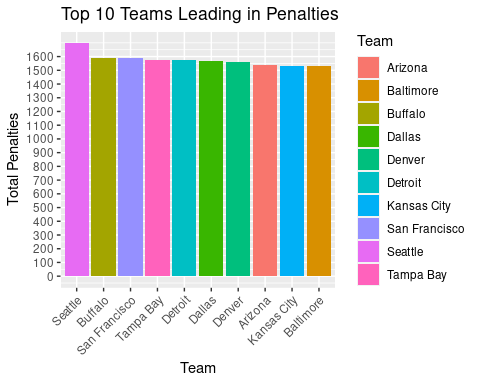 Top 10 Teams Leading in Penalties
Total Penalties
1600
1500
1400
1300
1200
1100
1000
900
800
700
600
500
400
300
200
100
0
Seattle
Buffalo
San Francisco
Tampa Bay
Detroit
Dallas
Denver
Arizona
Kansas City
Baltimore
Team
Team
Arizona
Baltimore
Buffalo
Dallas
Denver
Detroit
Kansas City
San Francisco
Seattle
Tampa Bay